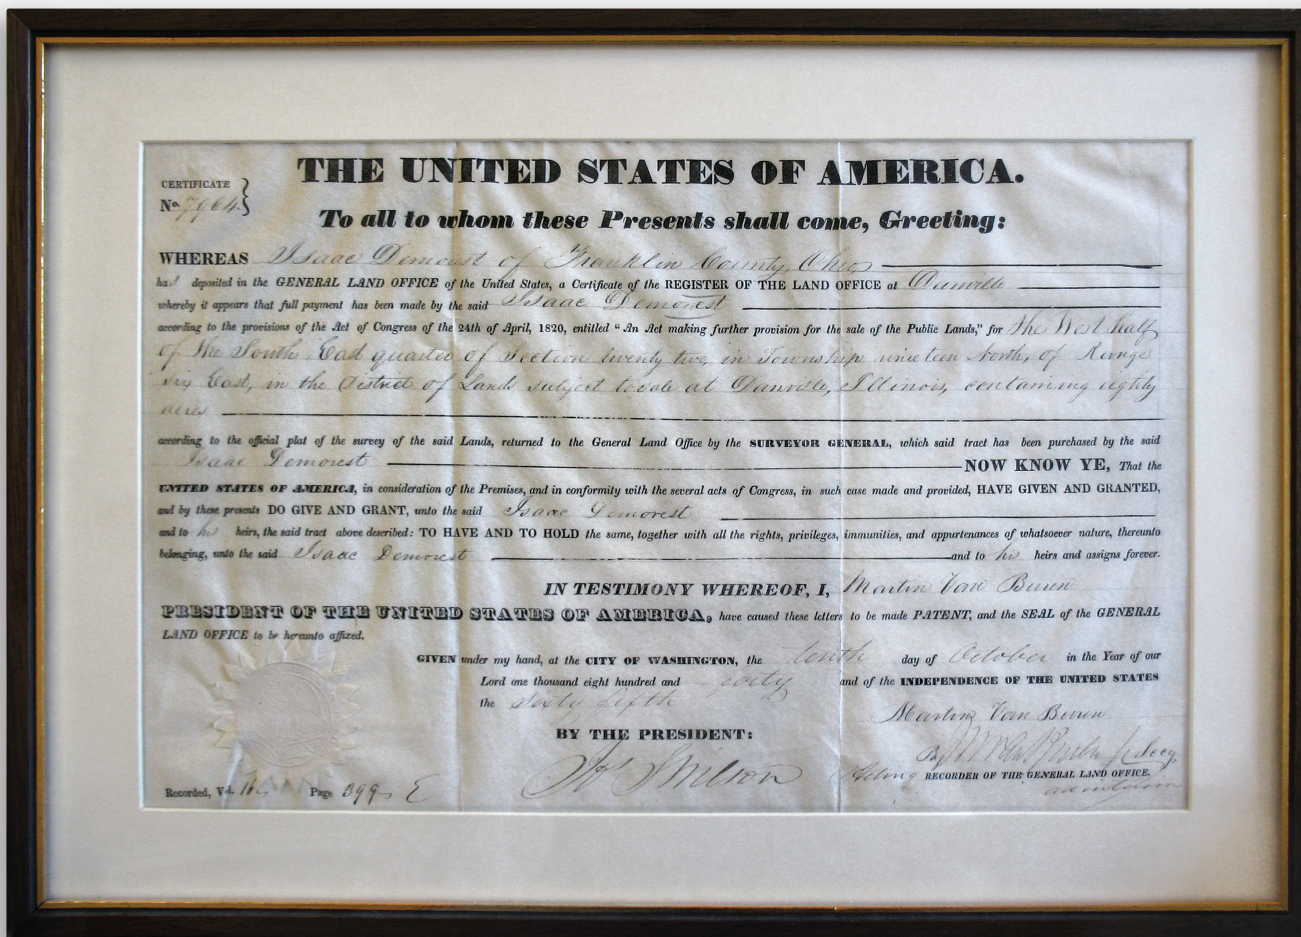 THE UNITED STATES OF AMERICA.
CERTIFICATE
No. 7964.
To all to whom these Presents shall come, Greeting:
WHEREAS Isaac Demorest of Franklin County, Ohio
has deposited in the GENERAL LAND OFFICE of the United States, a Certificate of the REGISTER OF THE LAND OFFICE at Danville
whereby it appears that full payment has been made by the said Isaac Demorest
according to the provisions of the Act of Congress of the 24th of April, 1820, entitled “An Act making further provision for the sale of the Public Lands,” for the West half
of the South East quarter of Section twenty two, in Township nineteen North, of Range
six East, in the District of Lands subject to sale at Danville, Illinois, containing eighty
acres
according to the official plat of the survey of the said Lands, returned to the General Land Office by the SURVEYOR GENERAL, which said tract has been purchased by the said
Isaac Demorest NOW KNOW YE, That the
UNITED STATES OF AMERICA, in consideration of the Premises, and in conformity with the several acts of Congress, in such case made and provided, HAVE GIVEN AND GRANTED,
and by these presents DO GIVE AND GRANT, unto the said Isaac Demorest
and to his heirs, the said tract above described: TO HAVE AND TO HOLD the same, together with all the rights, privileges, immunities, and appurtenances of whatsoever nature, thereunto
belonging, unto the said Isaac Demorest and to his heirs and assigns forever.
IN TESTIMONY WHEREOF, I, Martin Van Buren
PRESIDENT OF THE UNITED STATES OF AMERICA, have caused these letters to be made PATENT, and the SEAL of the GENERAL
LAND OFFICE to be hereunto affixed.
GIVEN under my hand, at the CITY OF WASHINGTON, the tenth day of October in the Year of our
Lord one thousand eight hundred and forty and of the INDEPENDENCE OF THE UNITED STATES
the Sixty fifth
Martin Van Buren
BY THE PRESIDENT:
By Secy.
Acting RECORDER OF THE GENERAL LAND OFFICE.
ad interim
Recorded, Vol. 16 Page 399 E